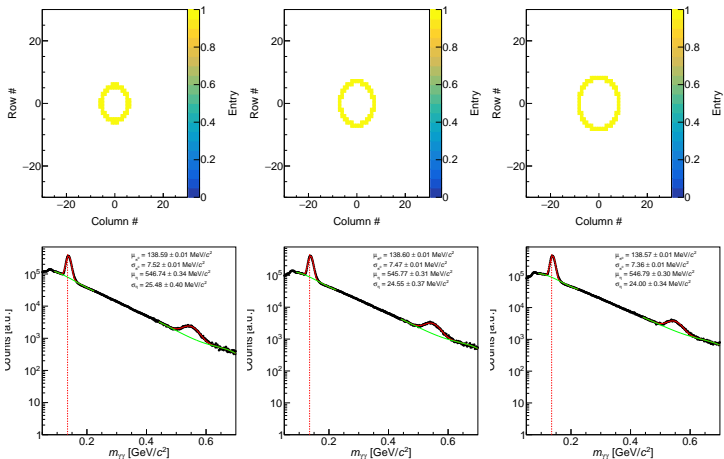 Row #
20
0
−20
−20 0 20
Column #
1
0.8
0.6
0.4
0.2
0
Entry
Row #
20
0
−20
−20 0 20
Column #
1
0.8
0.6
0.4
0.2
0
Entry
Row #
20
0
−20
−20 0 20
Column #
1
0.8
0.6
0.4
0.2
0
Entry
Counts [a.u.]
10⁵
10⁴
10³
10²
10
1
μπ⁰ = 138.59 ± 0.01 MeV/c²
σπ⁰ = 7.52 ± 0.01 MeV/c²
μη = 546.74 ± 0.34 MeV/c²
ση = 25.48 ± 0.40 MeV/c²
0.2 0.4 0.6
mγγ [GeV/c²]
Counts [a.u.]
10⁵
10⁴
10³
10²
10
1
μπ⁰ = 138.60 ± 0.01 MeV/c²
σπ⁰ = 7.47 ± 0.01 MeV/c²
μη = 545.77 ± 0.31 MeV/c²
ση = 24.55 ± 0.37 MeV/c²
0.2 0.4 0.6
mγγ [GeV/c²]
Counts [a.u.]
10⁵
10⁴
10³
10²
10
1
μπ⁰ = 138.57 ± 0.01 MeV/c²
σπ⁰ = 7.36 ± 0.01 MeV/c²
μη = 546.79 ± 0.30 MeV/c²
ση = 24.00 ± 0.34 MeV/c²
0.2 0.4 0.6
mγγ [GeV/c²]